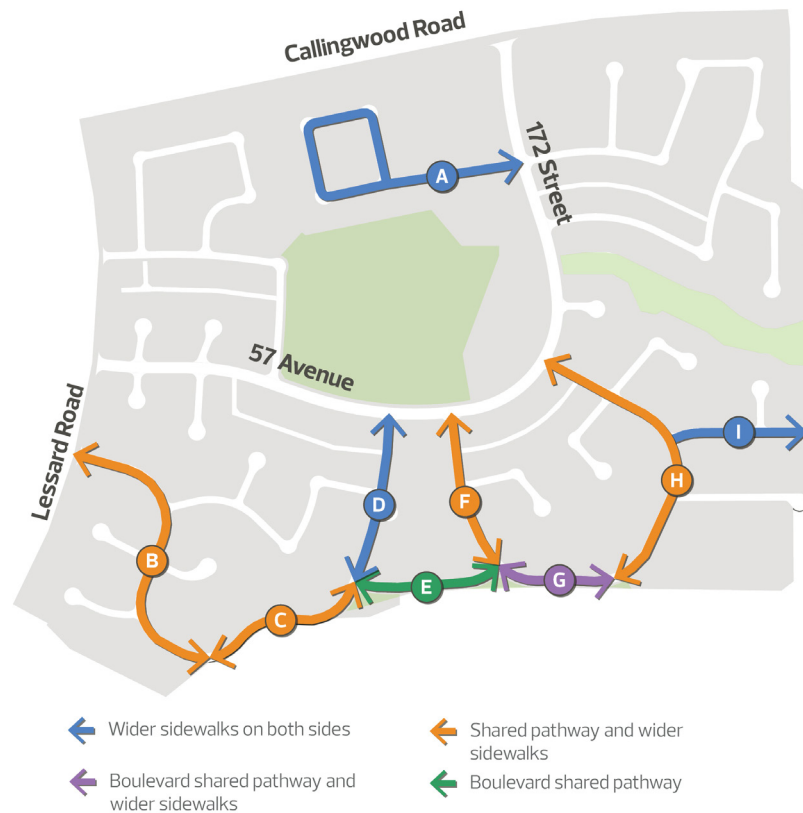 Callingwood Road
172 Street
A
57 Avenue
Lessard Road
I
H
D
F
B
E
G
C
Wider sidewalks on both sides
Shared pathway and wider
sidewalks
Boulevard shared pathway and
wider sidewalks
Boulevard shared pathway